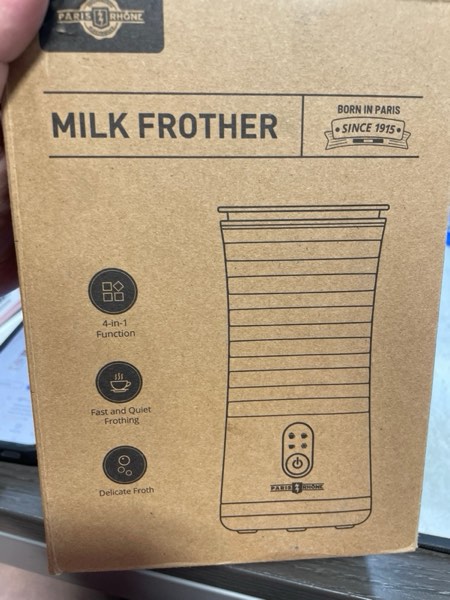 PARIS RHÔNE
MILK FROTHER
BORN IN PARIS
• SINCE 1915 •
4-in-1
Function
Fast and Quiet
Frothing
Delicate Froth
PARIS RHÔNE